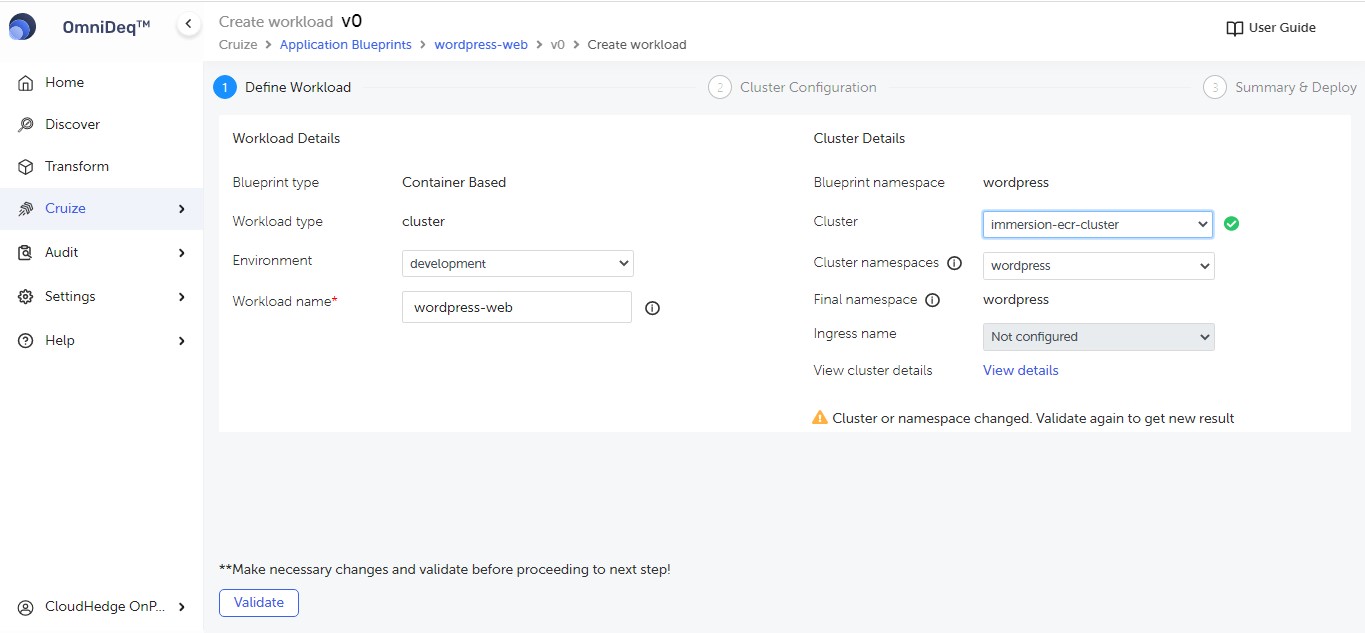 OmniDeq™
Create workload v0
User Guide
Cruize > Application Blueprints > wordpress-web > v0 > Create workload
Home
Discover
Transform
Cruize
Audit
Settings
Help
CloudHedge OnP...
1 Define Workload
2 Cluster Configuration
3 Summary & Deploy
Workload Details
Blueprint type Container Based
Workload type cluster
Environment development
Workload name* wordpress-web
Cluster Details
Blueprint namespace wordpress
Cluster immersion-ecr-cluster
Cluster namespaces wordpress
Final namespace wordpress
Ingress name Not configured
View cluster details View details
Cluster or namespace changed. Validate again to get new result
**Make necessary changes and validate before proceeding to next step!
Validate